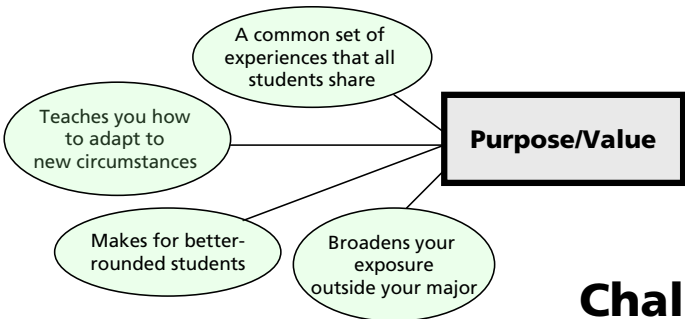 A common set of
experiences that all
students share
Teaches you how
to adapt to
new circumstances
Purpose/Value
Makes for better-
rounded students
Broadens your
exposure
outside your major
Chal